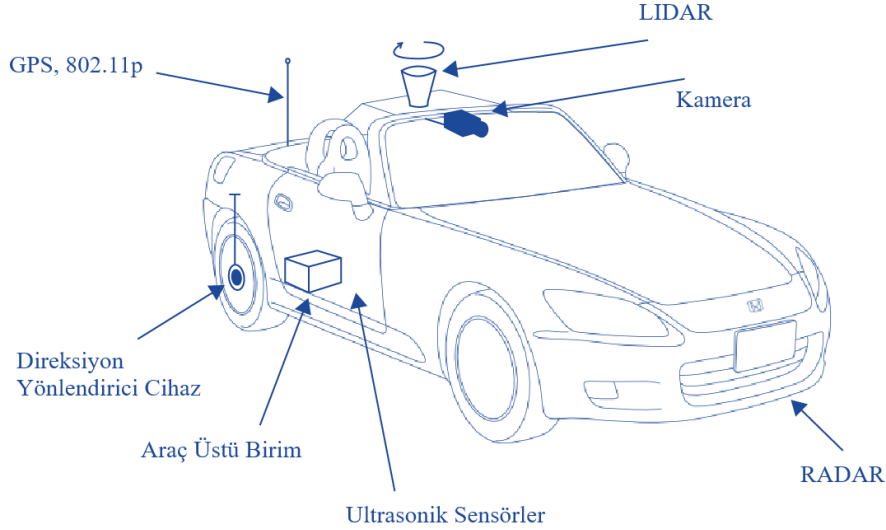 LIDAR
GPS, 802.11p
Kamera
Direksiyon
Yönlendirici Cihaz
Araç Üstü Birim
RADAR
Ultrasonik Sensörler